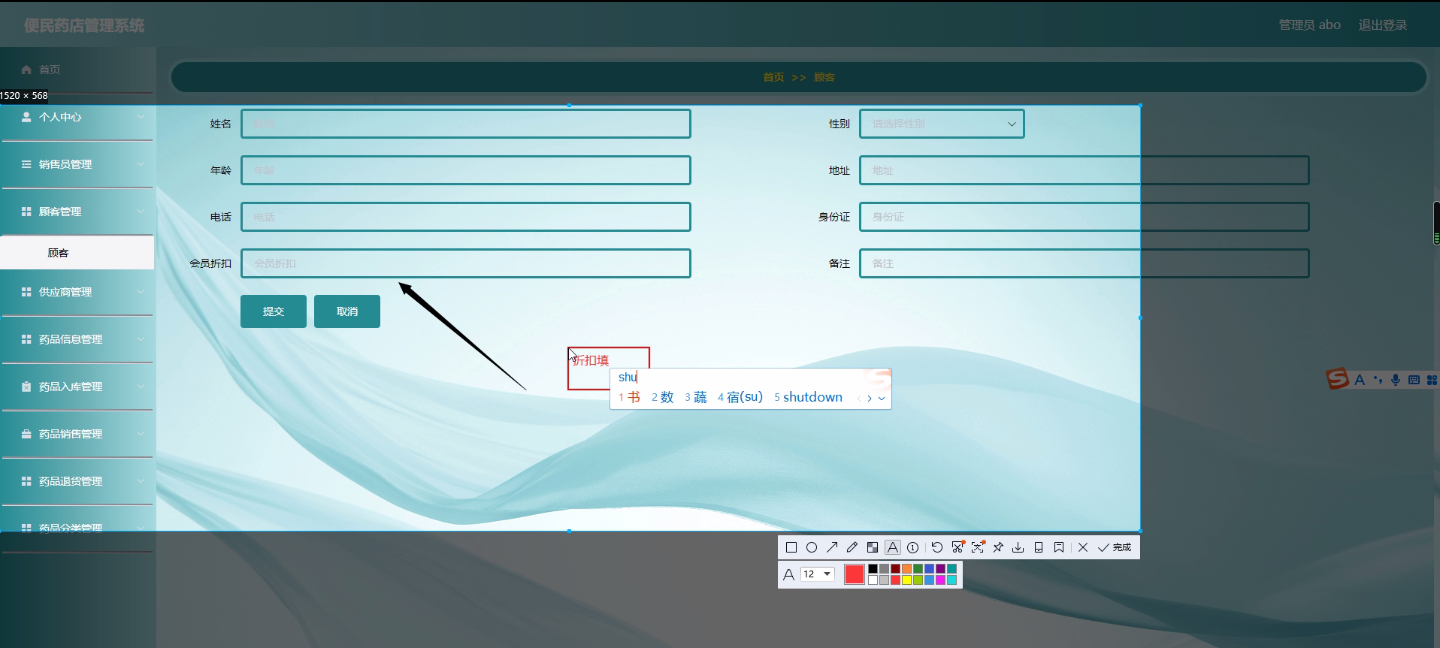 便民药店管理系统
管理员 abo 退出登录
首页
首页 >> 顾客
1520 × 568
个人中心
销售员管理
顾客管理
顾客
供应商管理
药品信息管理
药品入库管理
药品销售管理
药品退货管理
药品分类管理
姓名 姓名
性别 请选择性别
年龄 年龄
地址 地址
电话 电话
身份证 身份证
会员折扣 会员折扣
备注 备注
提交 取消
折扣填
shu
1 书 2 数 3 蔬 4 宿(su) 5 shutdown
A
完成
A 12